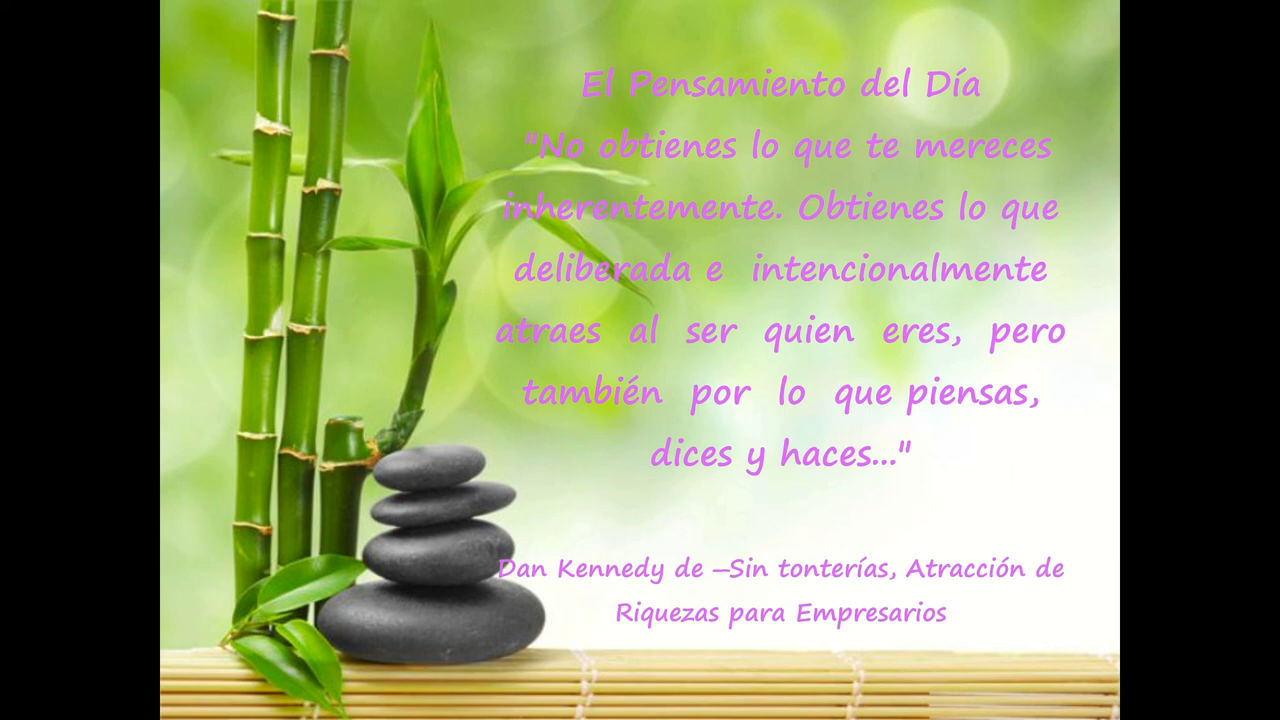 El Pensamiento del Día
"No obtienes lo que te mereces
inherentemente. Obtienes lo que
deliberada e intencionalmente
atraes al ser quien eres, pero
también por lo que piensas,
dices y haces..."
Dan Kennedy de –Sin tonterías, Atracción de
Riquezas para Empresarios